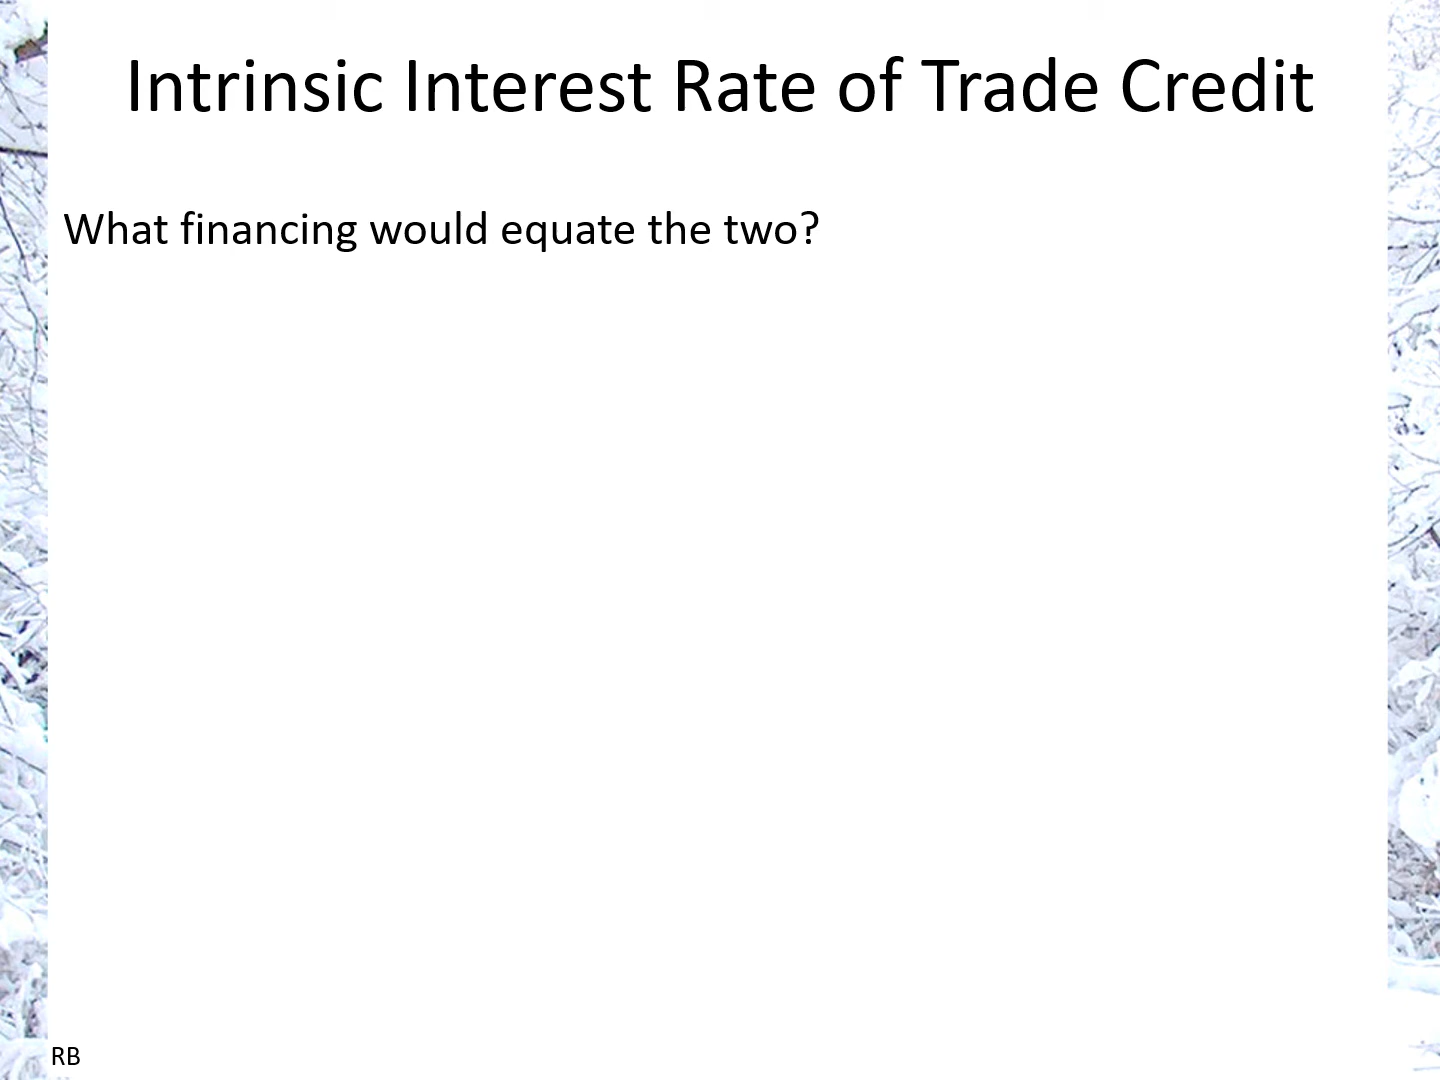 Intrinsic Interest Rate of Trade Credit
What financing would equate the two?
RB